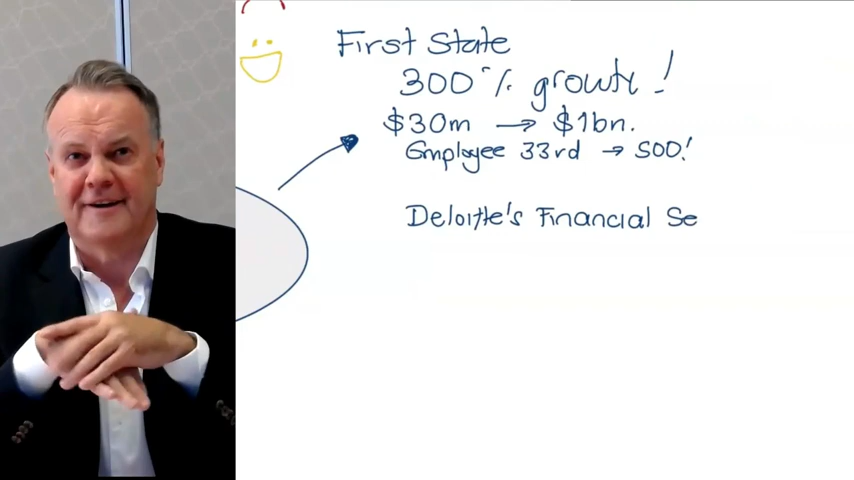 First State
300% growth!
$30m → $1bn.
Employee 33rd → 500!
Deloitte's Financial Se